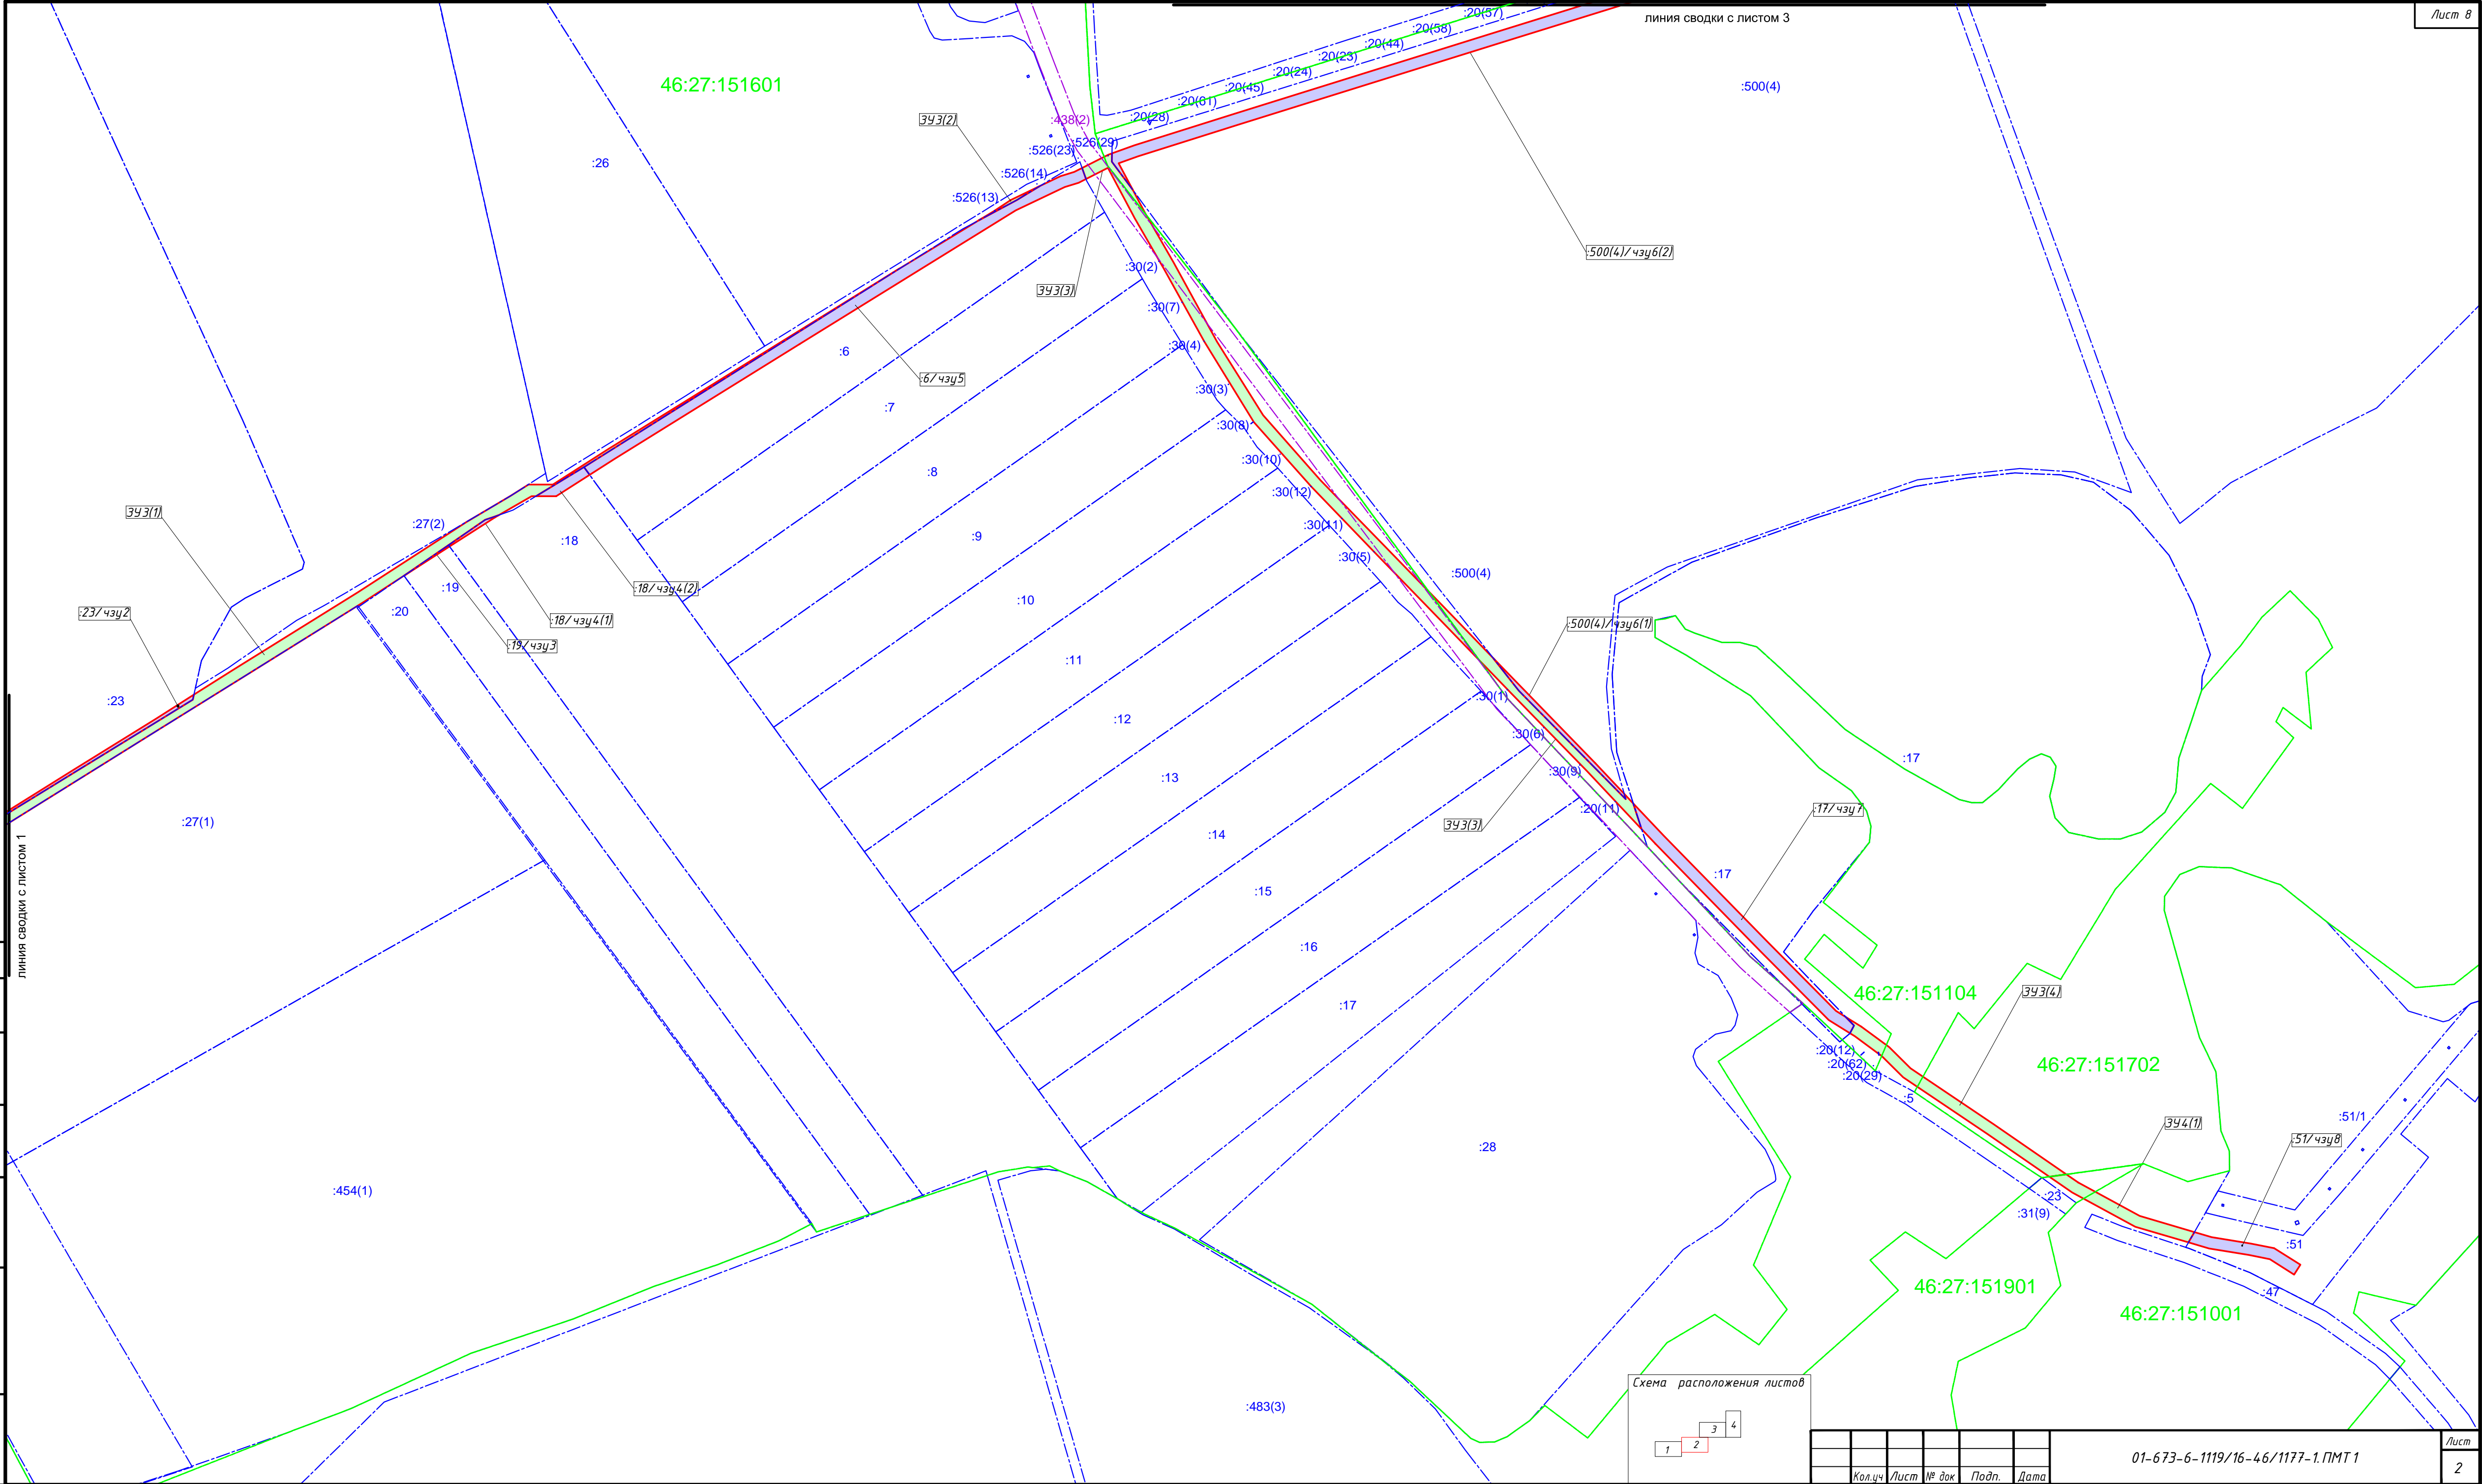 линия сводки с листом 3
Лист 8
:20(57)
:20(58)
:20(44)
:20(23)
:20(24)
:20(45)
:20(61)
:20(28)
:500(4)
46:27:151601
:438(2)
ЗУ3(2)
:526(29)
:526(23)
:526(14)
:526(13)
:26
:500(4)/чзу6(2)
:30(2)
ЗУ3(3)
:30(7)
:30(4)
:6
:6/чзу5
:30(3)
:7
:30(8)
:30(10)
:8
:30(12)
ЗУ3(1)
:27(2)
:30(11)
:9
:18
:30(5)
:500(4)
:19
:18/чзу4(2)
:10
:23/чзу2
:20
:18/чзу4(1)
:500(4)/чзу6(1)
:19/чзу3
:11
:23
:30(1)
:12
:30(6)
:17
:30(9)
:13
:20(11)
:17/чзу7
:27(1)
ЗУ3(3)
:14
линия сводки с листом 1
:17
:15
:16
46:27:151104
ЗУ3(4)
:17
:20(12)
:20(62)
:20(29)
46:27:151702
:5
:51/1
ЗУ4(1)
:51/чзу8
:28
:454(1)
:23
:31(9)
:51
46:27:151901
:47
46:27:151001
:483(3)
Схема расположения листов
1
2
3
4
Кол.уч
Лист
№ док
Подп.
Дата
01-673-6-1119/16-46/1177-1.ПМТ1
Лист
2